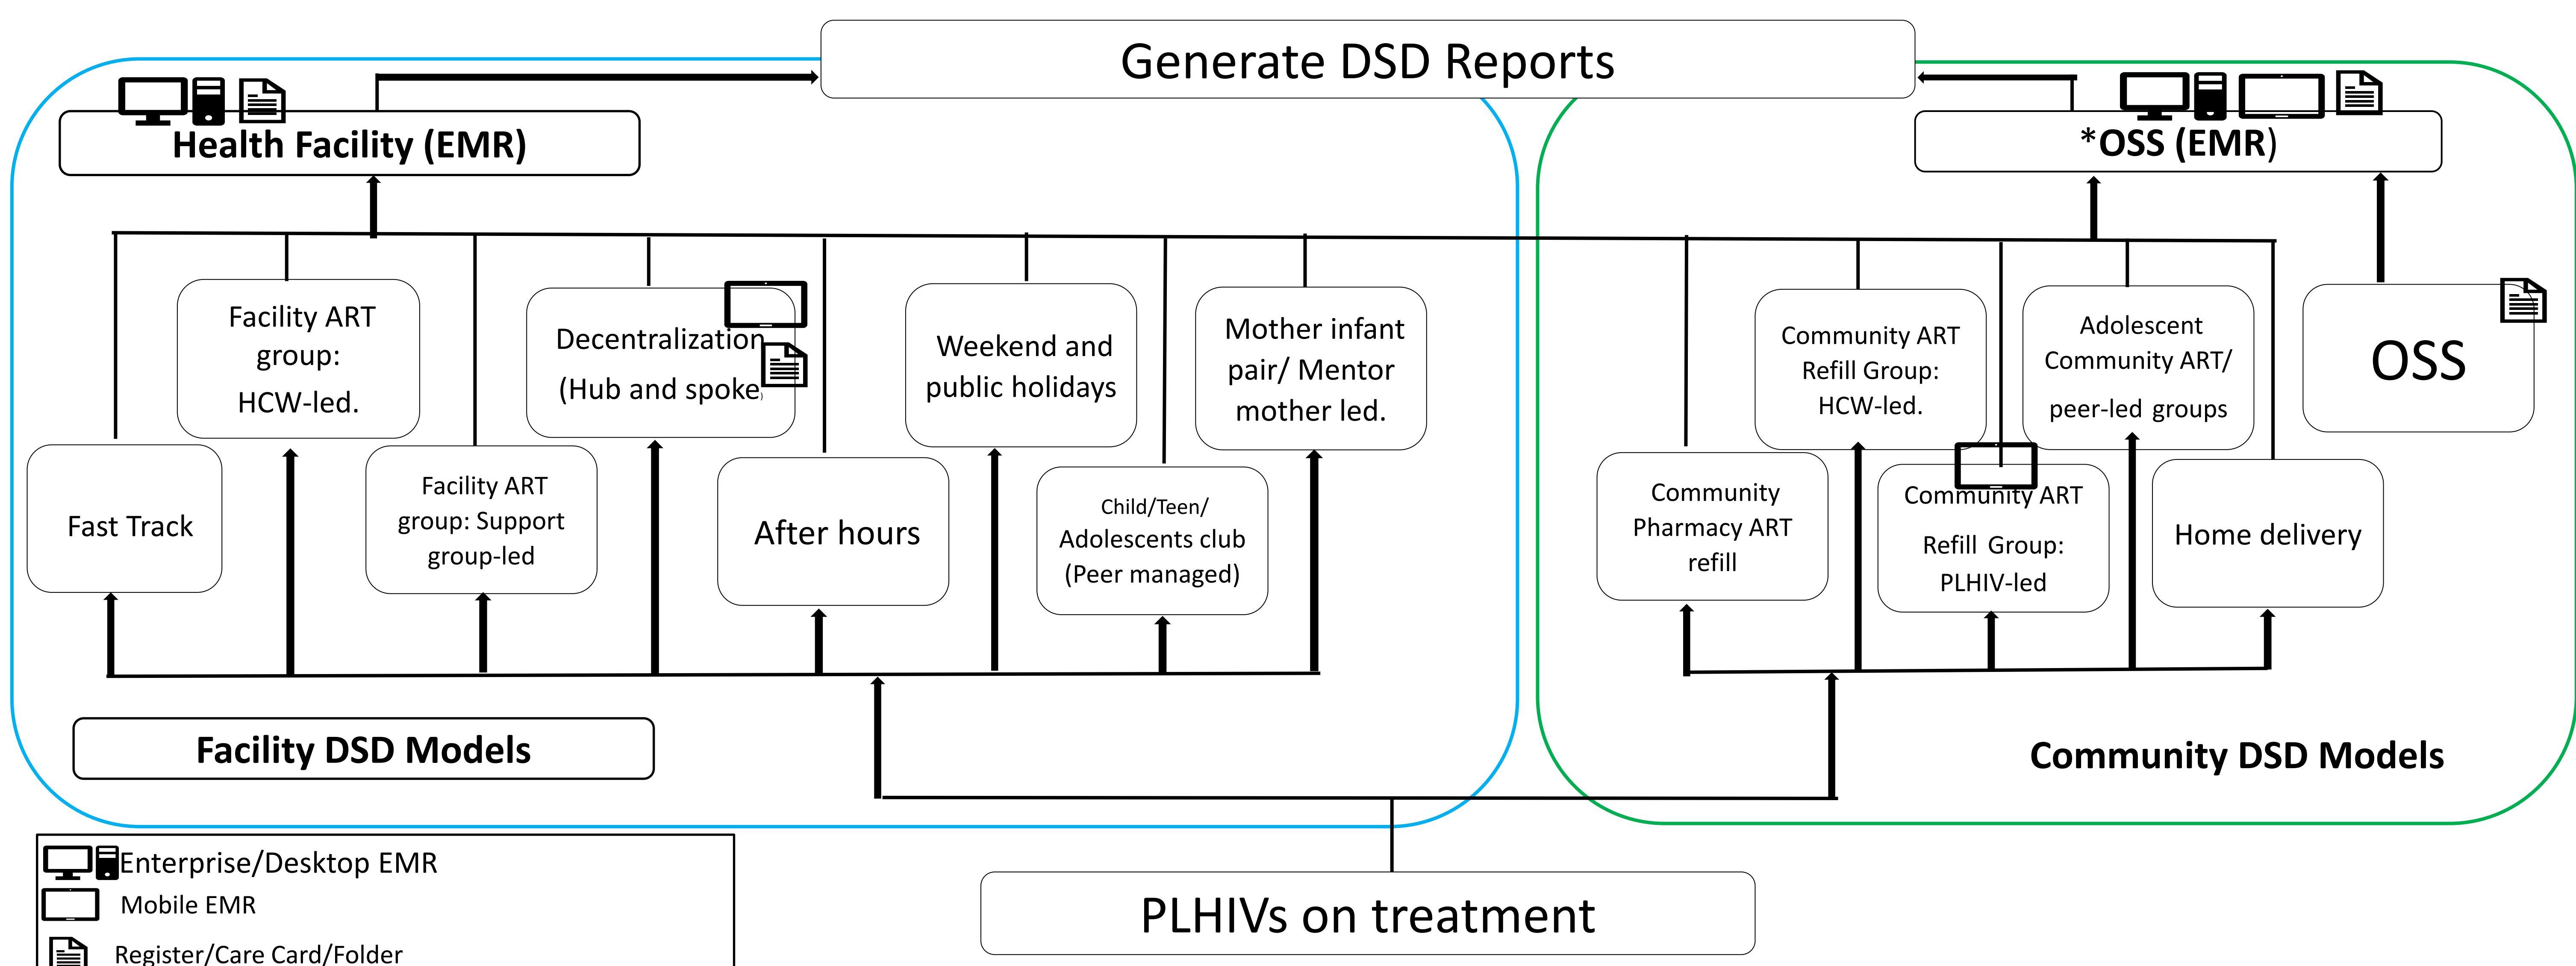 Generate DSD Reports
Health Facility (EMR)
*OSS (EMR)
Facility ART
group:
HCW-led.
Decentralization
(Hub and spoke)
Weekend and
public holidays
Mother infant
pair/ Mentor
mother led.
Community ART
Refill Group:
HCW-led.
Adolescent
Community ART/
peer-led groups
OSS
Fast Track
Facility ART
group: Support
group-led
After hours
Child/Teen/
Adolescents club
(Peer managed)
Community
Pharmacy ART
refill
Community ART
Refill Group:
PLHIV-led
Home delivery
Facility DSD Models
Community DSD Models
Enterprise/Desktop EMR
Mobile EMR
Register/Care Card/Folder
PLHIVs on treatment